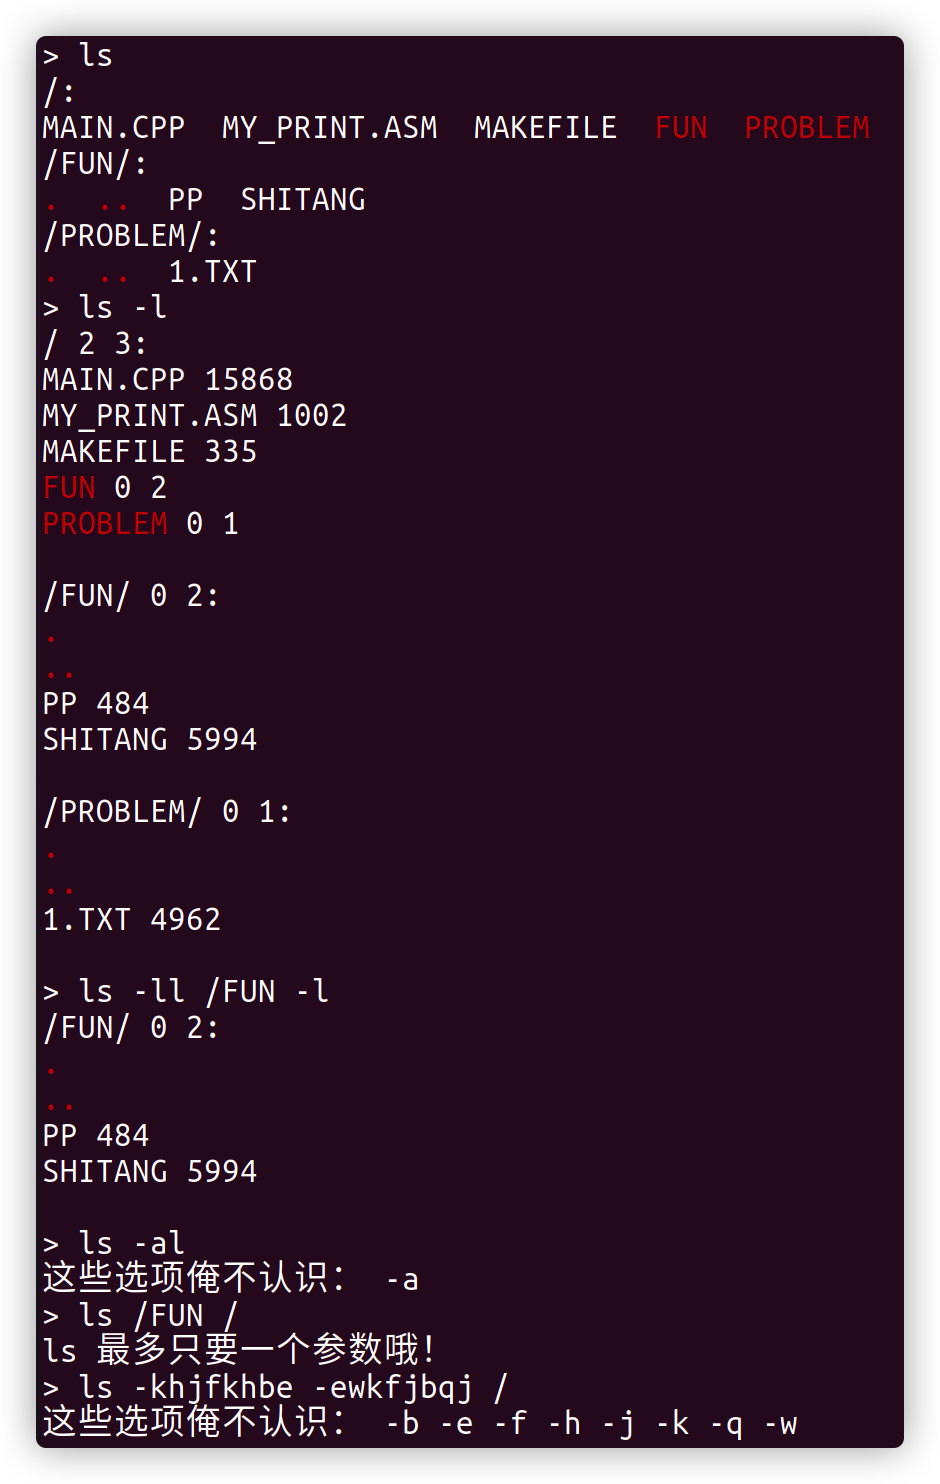 > ls
/:
MAIN.CPP  MY_PRINT.ASM  MAKEFILE  FUN  PROBLEM
/FUN/:
.  ..  PP  SHITANG
/PROBLEM/:
.  ..  1.TXT
> ls -l
/ 2 3:
MAIN.CPP 15868
MY_PRINT.ASM 1002
MAKEFILE 335
FUN 0 2
PROBLEM 0 1

/FUN/ 0 2:
.
..
PP 484
SHITANG 5994

/PROBLEM/ 0 1:
.
..
1.TXT 4962

> ls -ll /FUN -l
/FUN/ 0 2:
.
..
PP 484
SHITANG 5994

> ls -al
这些选项俺不认识： -a
> ls /FUN /
ls 最多只要一个参数哦！
> ls -khjfkhbe -ewkfjbqj /
这些选项俺不认识： -b -e -f -h -j -k -q -w